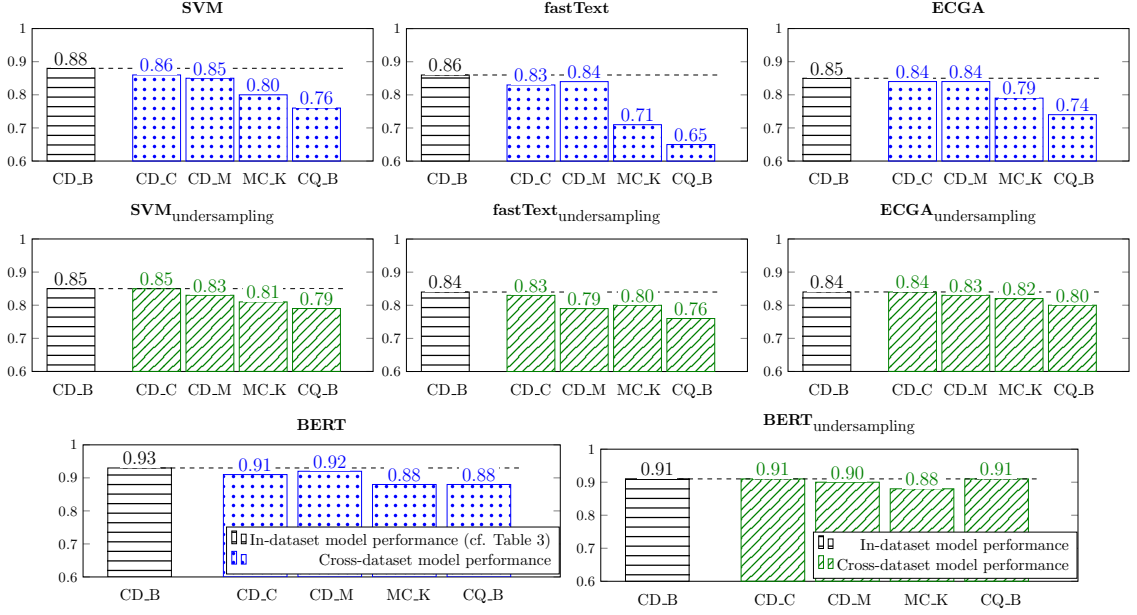 SVM
fastText
ECGA
1
0.9
0.8
0.7
0.6
0.88
0.86
0.85
0.80
0.76
CD_B
CD_C
CD_M
MC_K
CQ_B
1
0.9
0.8
0.7
0.6
0.86
0.83
0.84
0.71
0.65
CD_B
CD_C
CD_M
MC_K
CQ_B
1
0.9
0.8
0.7
0.6
0.85
0.84
0.84
0.79
0.74
CD_B
CD_C
CD_M
MC_K
CQ_B
SVM undersampling
fastText undersampling
ECGA undersampling
1
0.9
0.8
0.7
0.6
0.85
0.85
0.83
0.81
0.79
CD_B
CD_C
CD_M
MC_K
CQ_B
1
0.9
0.8
0.7
0.6
0.84
0.83
0.79
0.80
0.76
CD_B
CD_C
CD_M
MC_K
CQ_B
1
0.9
0.8
0.7
0.6
0.84
0.84
0.83
0.82
0.80
CD_B
CD_C
CD_M
MC_K
CQ_B
BERT
1
0.9
0.8
0.7
0.6
0.93
0.91
0.92
0.88
0.88
In-dataset model performance (cf. Table 3)
Cross-dataset model performance
CD_B
CD_C
CD_M
MC_K
CQ_B
BERT undersampling
1
0.9
0.8
0.7
0.6
0.91
0.91
0.90
0.88
0.91
In-dataset model performance
Cross-dataset model performance
CD_B
CD_C
CD_M
MC_K
CQ_B